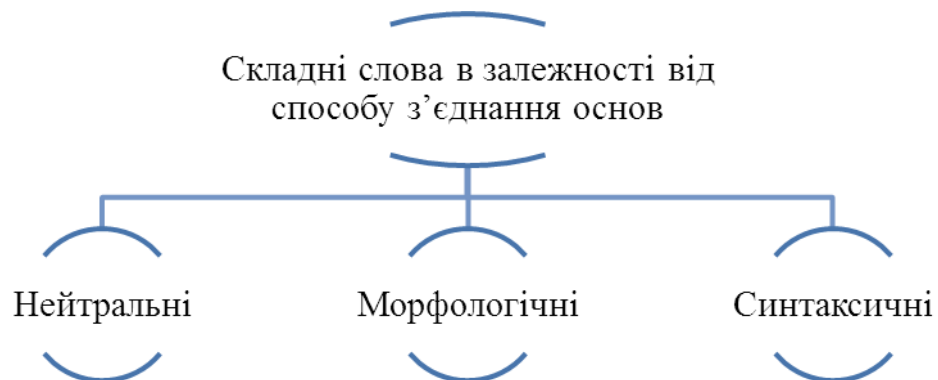 Складні слова в залежності від
способу з’єднання основ
Нейтральні
Морфологічні
Синтаксичні